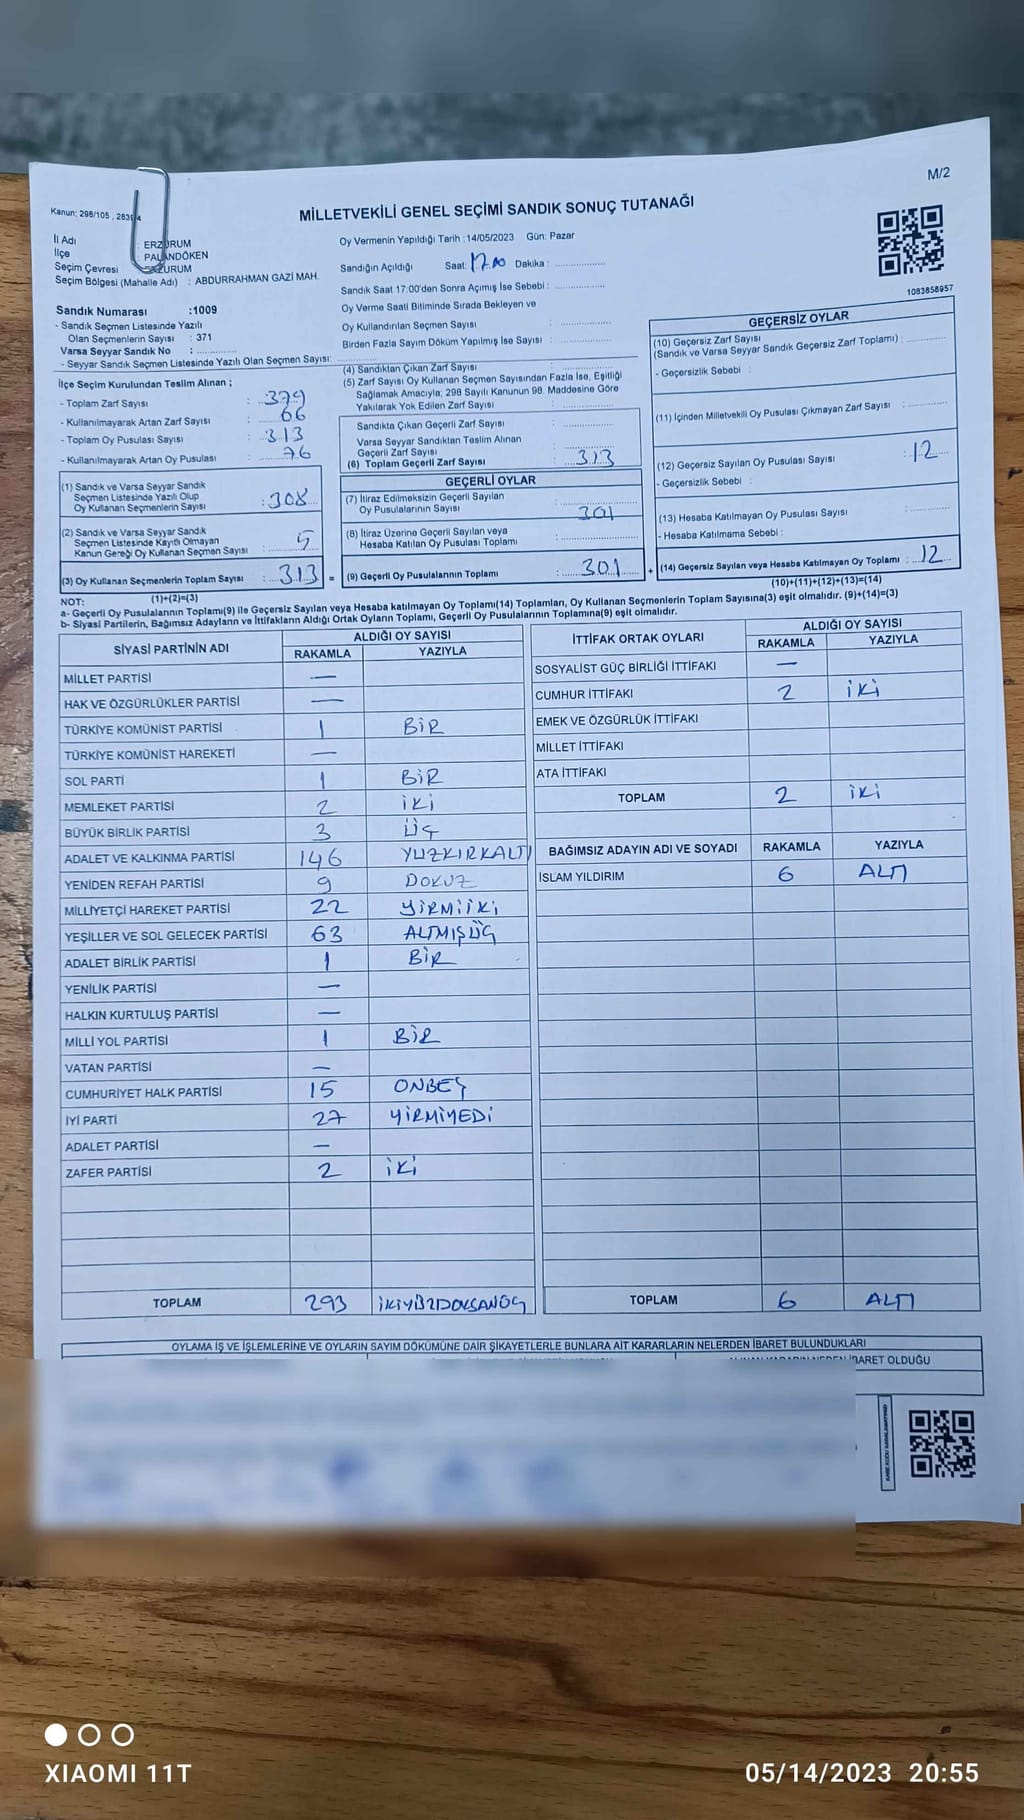 M/2
Kanun: 298/105 , 2839/4
MİLLETVEKİLİ GENEL SEÇİMİ SANDIK SONUÇ TUTANAĞI
İl Adı : ERZURUM
İlçe : PALANDÖKEN
Seçim Çevresi : ERZURUM
Seçim Bölgesi (Mahalle Adı) : ABDURRAHMAN GAZİ MAH.
Sandık Numarası :1009
- Sandık Seçmen Listesinde Yazılı
Olan Seçmenlerin Sayısı : 371
Varsa Seyyar Sandık No :
- Seyyar Sandık Seçmen Listesinde Yazılı Olan Seçmen Sayısı:
İlçe Seçim Kurulundan Teslim Alınan ;
- Toplam Zarf Sayısı : 379
- Kullanılmayarak Artan Zarf Sayısı : 66
- Toplam Oy Pusulası Sayısı : 313
- Kullanılmayarak Artan Oy Pusulası : 76
(1) Sandık ve Varsa Seyyar Sandık
Seçmen Listesinde Yazılı Olup
Oy Kullanan Seçmenlerin Sayısı : 308
(2) Sandık ve Varsa Seyyar Sandık
Seçmen Listesinde Kayıtlı Olmayan
Kanun Gereği Oy Kullanan Seçmen Sayısı : 5
(3) Oy Kullanan Seçmenlerin Toplam Sayısı : 313 =
(1)+(2)=(3)
Oy Vermenin Yapıldığı Tarih :14/05/2023 Gün: Pazar
Sandığın Açıldığı Saat: 17.00 Dakika :
Sandık Saat 17:00'den Sonra Açımış İse Sebebi :
Oy Verme Saati Bitiminde Sırada Bekleyen ve
Oy Kullandırılan Seçmen Sayısı :
Birden Fazla Sayım Döküm Yapılmış İse Sayısı :
(4) Sandıktan Çıkan Zarf Sayısı
(5) Zarf Sayısı Oy Kullanan Seçmen Sayısından Fazla İse, Eşitliği
Sağlamak Amacıyla; 298 Sayılı Kanunun 98. Maddesine Göre
Yakılarak Yok Edilen Zarf Sayısı :
Sandıkta Çıkan Geçerli Zarf Sayısı :
Varsa Seyyar Sandıktan Teslim Alınan
Geçerli Zarf Sayısı :
(6) Toplam Geçerli Zarf Sayısı : 313
GEÇERLİ OYLAR
(7) İtiraz Edilmeksizin Geçerli Sayılan
Oy Pusulalarının Sayısı : 301
(8) İtiraz Üzerine Geçerli Sayılan veya
Hesaba Katılan Oy Pusulası Toplamı :
(9) Geçerli Oy Pusulalarının Toplamı : 301 +
1083858957
GEÇERSİZ OYLAR
(10) Geçersiz Zarf Sayısı
(Sandık ve Varsa Seyyar Sandık Geçersiz Zarf Toplamı) :
- Geçersizlik Sebebi :
(11) İçinden Milletvekili Oy Pusulası Çıkmayan Zarf Sayısı :
(12) Geçersiz Sayılan Oy Pusulası Sayısı : 12
- Geçersizlik Sebebi :
(13) Hesaba Katılmayan Oy Pusulası Sayısı :
- Hesaba Katılmama Sebebi :
(14) Geçersiz Sayılan veya Hesaba Katılmayan Oy Toplamı : 12
(10)+(11)+(12)+(13)=(14)
NOT:
a- Geçerli Oy Pusulalarının Toplamı(9) ile Geçersiz Sayılan veya Hesaba katılmayan Oy Toplamı(14) Toplamları, Oy Kullanan Seçmenlerin Toplam Sayısına(3) eşit olmalıdır. (9)+(14)=(3)
b- Siyasi Partilerin, Bağımsız Adayların ve İttifakların Aldığı Ortak Oyların Toplamı, Geçerli Oy Pusulalarının Toplamına(9) eşit olmalıdır.
SİYASİ PARTİNİN ADI ALDIĞI OY SAYISI
RAKAMLA YAZIYLA
MİLLET PARTİSİ —
HAK VE ÖZGÜRLÜKLER PARTİSİ —
TÜRKİYE KOMÜNİST PARTİSİ 1 BİR
TÜRKİYE KOMÜNİST HAREKETİ —
SOL PARTİ 1 BİR
MEMLEKET PARTİSİ 2 İKİ
BÜYÜK BİRLİK PARTİSİ 3 ÜÇ
ADALET VE KALKINMA PARTİSİ 146 YUZKIRKALTI
YENİDEN REFAH PARTİSİ 9 DOKUZ
MİLLİYETÇİ HAREKET PARTİSİ 22 YİRMİİKİ
YEŞİLLER VE SOL GELECEK PARTİSİ 63 ALTMIŞÜÇ
ADALET BİRLİK PARTİSİ 1 BİR
YENİLİK PARTİSİ —
HALKIN KURTULUŞ PARTİSİ —
MİLLİ YOL PARTİSİ 1 BİR
VATAN PARTİSİ —
CUMHURİYET HALK PARTİSİ 15 ONBEŞ
İYİ PARTİ 27 YİRMİYEDİ
ADALET PARTİSİ —
ZAFER PARTİSİ 2 İKİ
TOPLAM 293 İKİYÜZDOKSANÜÇ
İTTİFAK ORTAK OYLARI ALDIĞI OY SAYISI
RAKAMLA YAZIYLA
SOSYALİST GÜÇ BİRLİĞİ İTTİFAKI —
CUMHUR İTTİFAKI 2 İKİ
EMEK VE ÖZGÜRLÜK İTTİFAKI
MİLLET İTTİFAKI
ATA İTTİFAKI
TOPLAM 2 İKİ
BAĞIMSIZ ADAYIN ADI VE SOYADI RAKAMLA YAZIYLA
İSLAM YILDIRIM 6 ALTI
TOPLAM 6 ALTI
OYLAMA İŞ VE İŞLEMLERİNE VE OYLARIN SAYIM DÖKÜMÜNE DAİR ŞİKAYETLERLE BUNLARA AİT KARARLARIN NELERDEN İBARET BULUNDUKLARI
İBARET OLDUĞU
XIAOMI 11T
05/14/2023 20:55